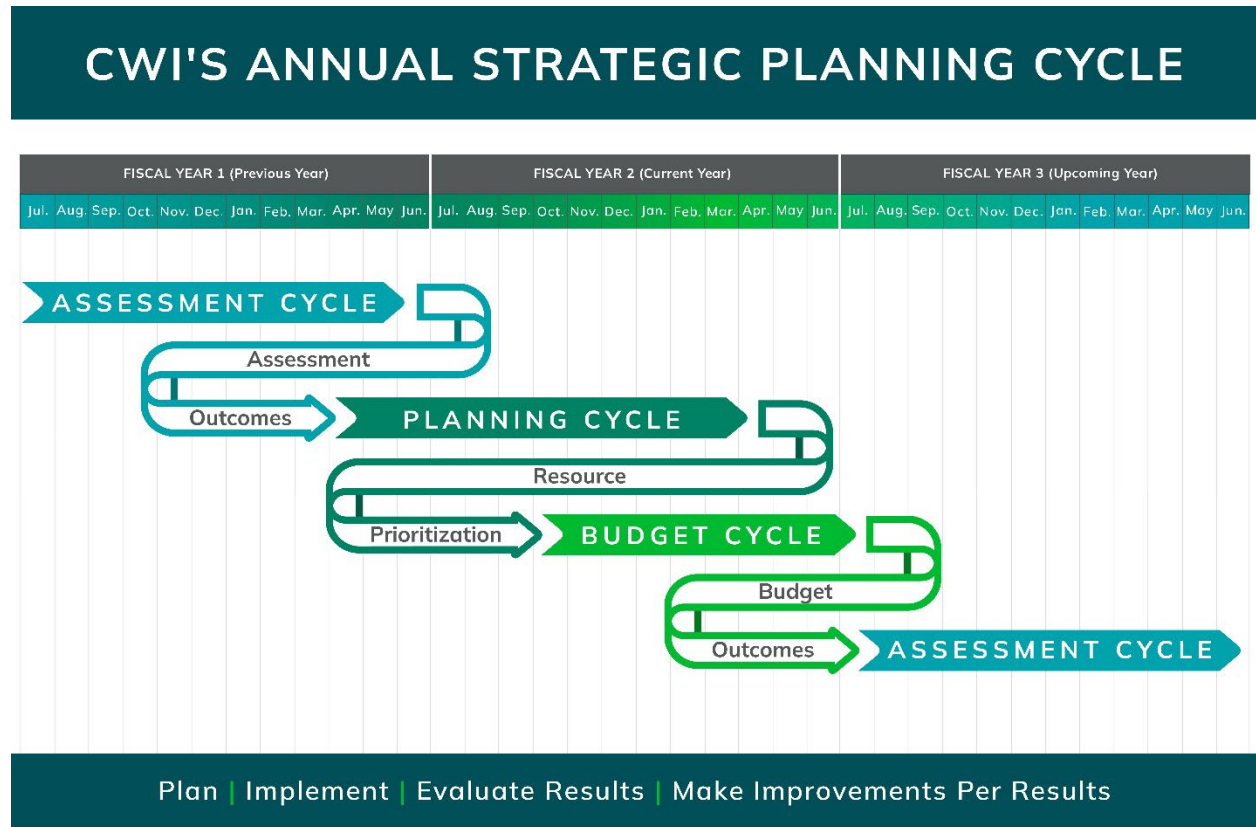 CWI'S ANNUAL STRATEGIC PLANNING CYCLE
FISCAL YEAR 1 (Previous Year) FISCAL YEAR 2 (Current Year) FISCAL YEAR 3 (Upcoming Year)
Jul. Aug. Sep. Oct. Nov. Dec. Jan. Feb. Mar. Apr. May Jun. Jul. Aug. Sep. Oct. Nov. Dec. Jan. Feb. Mar. Apr. May Jun. Jul. Aug. Sep. Oct. Nov. Dec. Jan. Feb. Mar. Apr. May Jun.
ASSESSMENT CYCLE
Assessment
Outcomes
PLANNING CYCLE
Resource
Prioritization
BUDGET CYCLE
Budget
Outcomes
ASSESSMENT CYCLE
Plan | Implement | Evaluate Results | Make Improvements Per Results